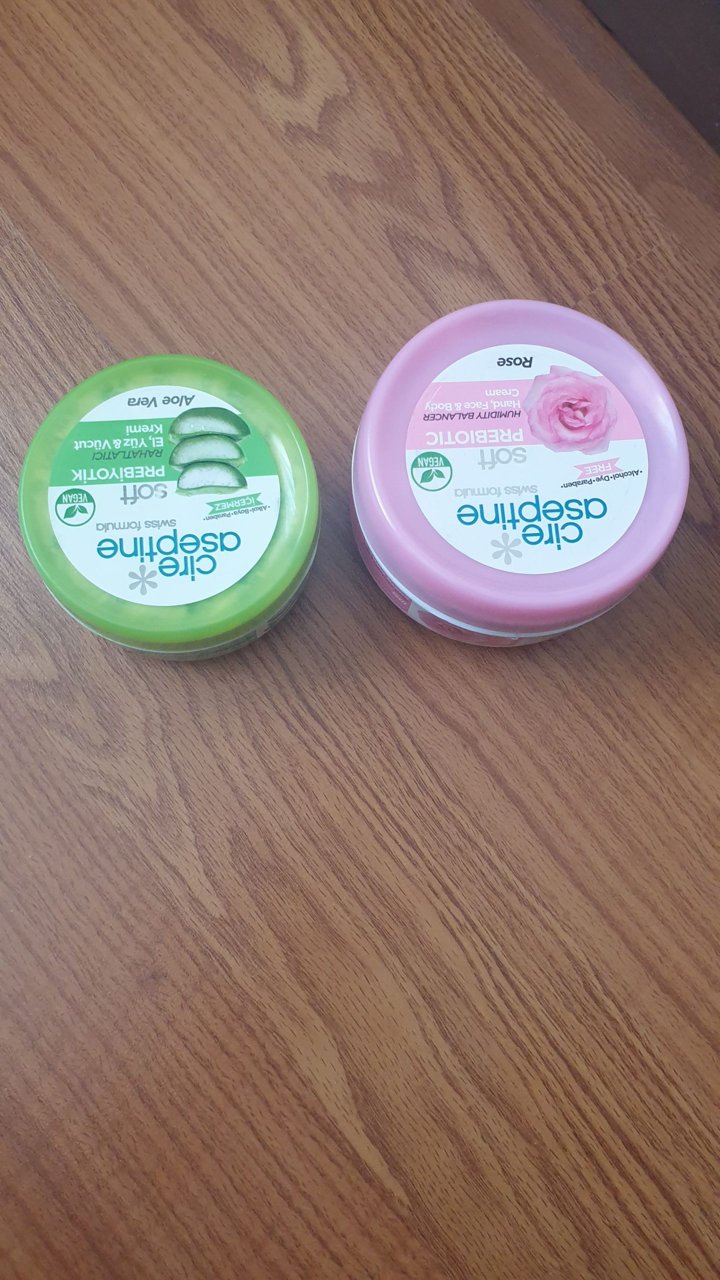 cire
aseptine
swiss formula
•Alkol•Boya•Paraben•
İÇERMEZ
soft
VEGAN
PREBİYOTİK
RAHATLATICI
El, Yüz & Vücut
Kremi
Aloe Vera
cire
aseptine
swiss formula
•Alcohol•Dye•Paraben•
FREE
soft
VEGAN
PREBIOTIC
HUMIDITY BALANCER
Hand, Face & Body
Cream
Rose